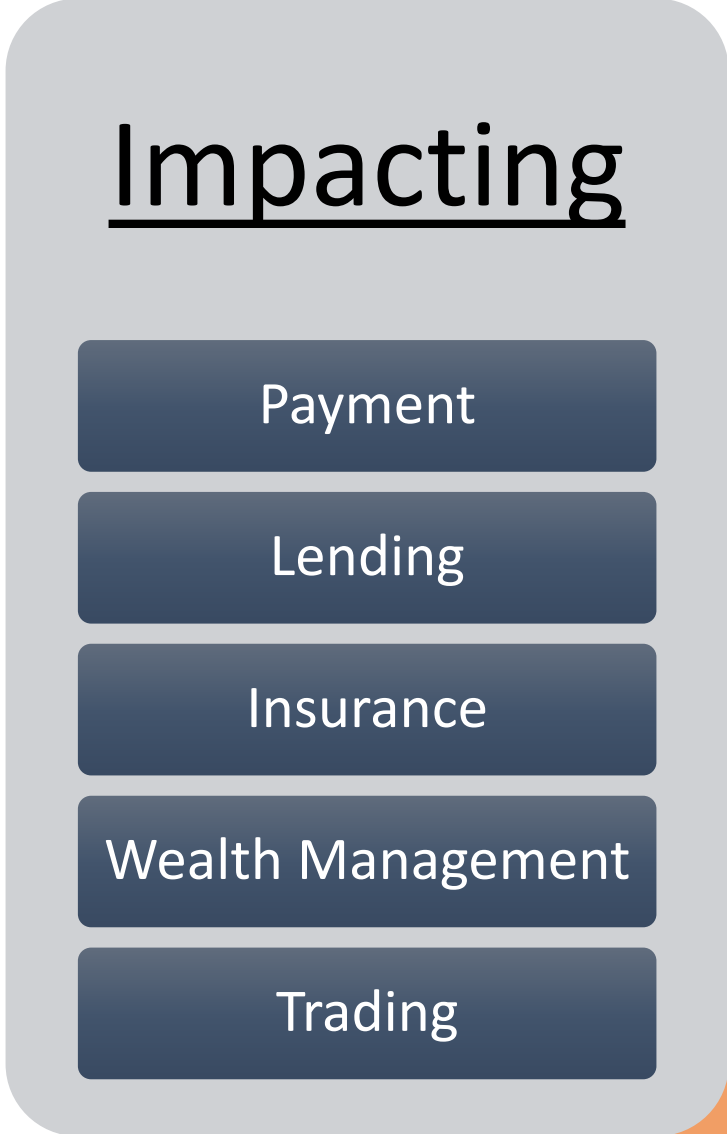 Impacting
Payment
Lending
Insurance
Wealth Management
Trading